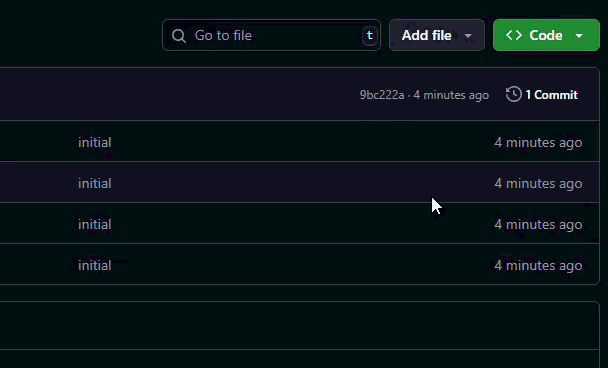 Go to file t Add file Code
9bc222a · 4 minutes ago 1 Commit
initial 4 minutes ago
initial 4 minutes ago
initial 4 minutes ago
initial 4 minutes ago